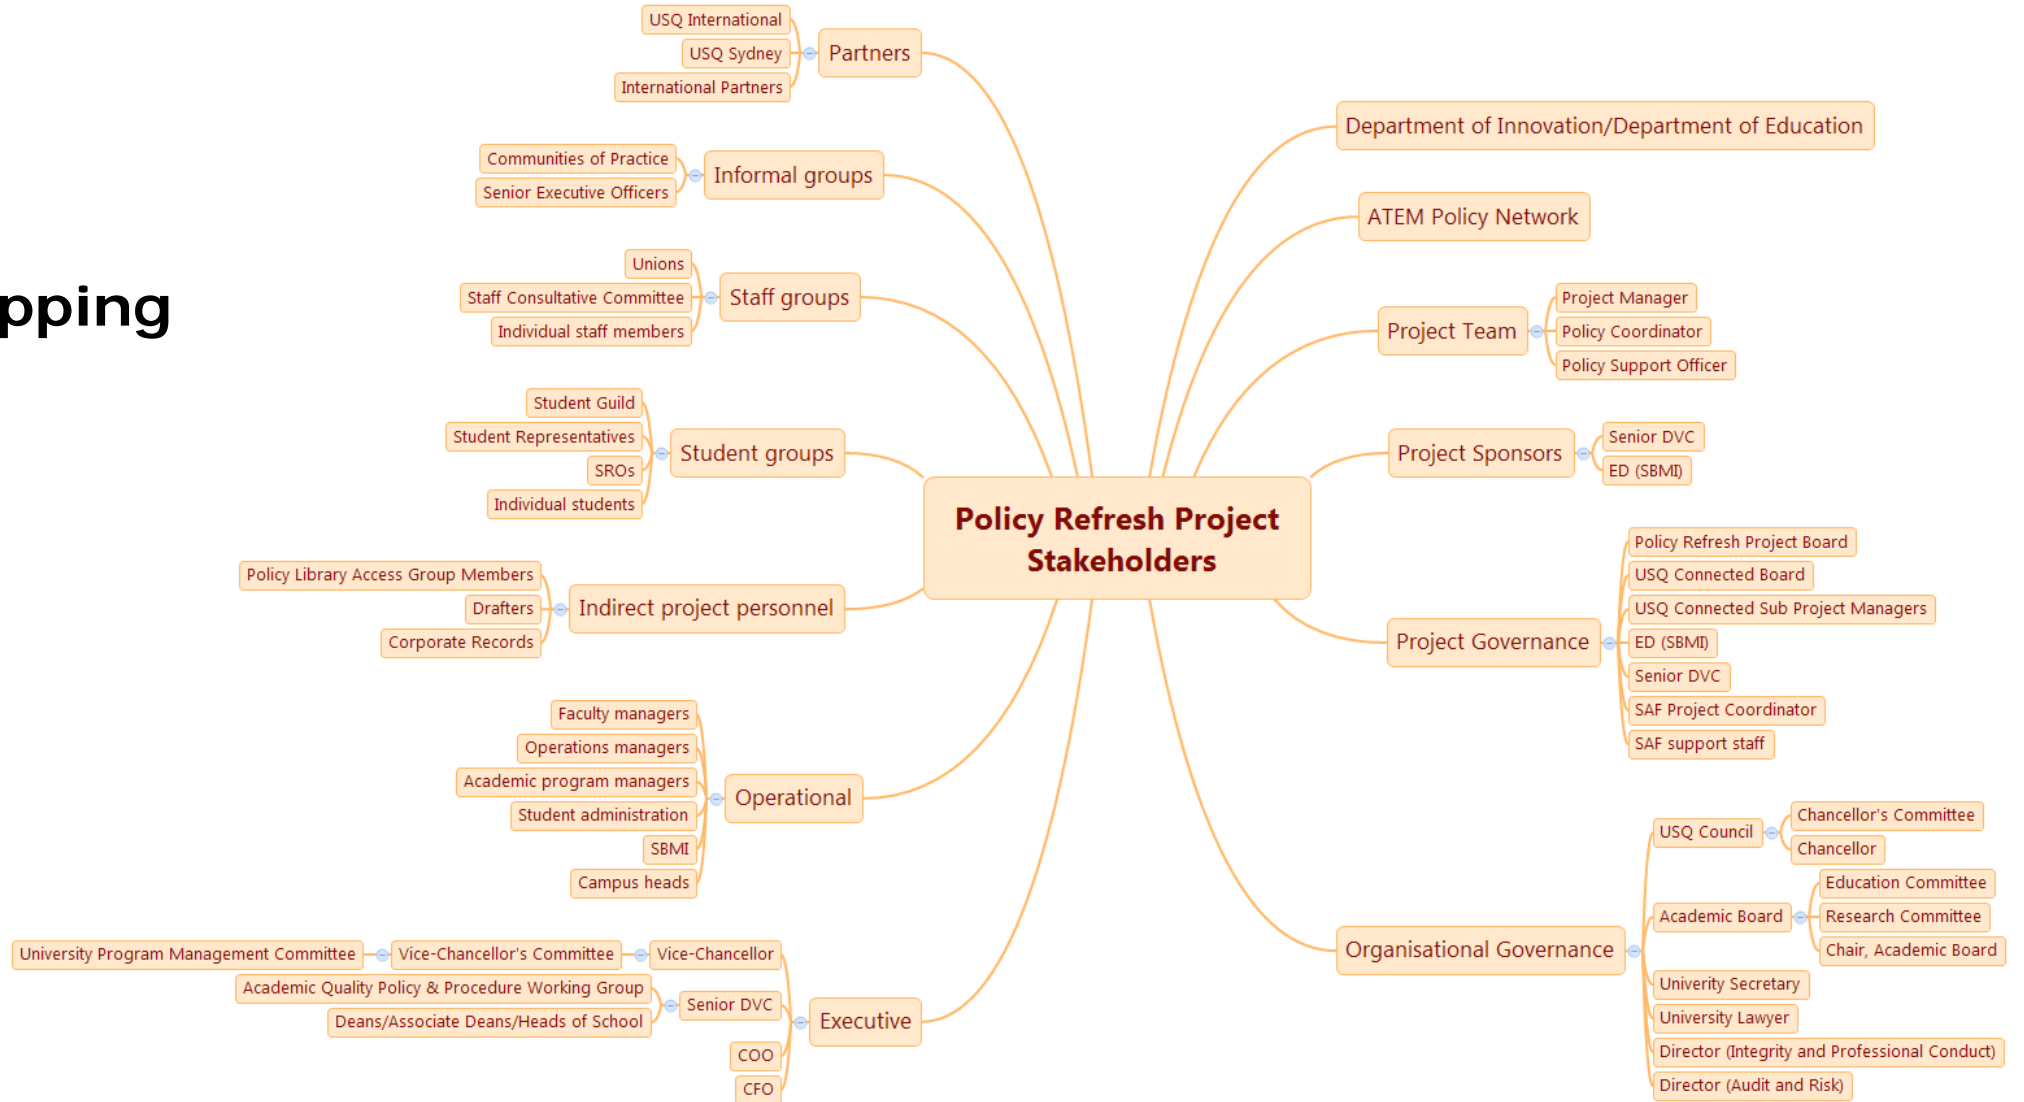 pping
Policy Refresh Project
Stakeholders
Partners
USQ International
USQ Sydney
International Partners
Informal groups
Communities of Practice
Senior Executive Officers
Staff groups
Unions
Staff Consultative Committee
Individual staff members
Student groups
Student Guild
Student Representatives
SROs
Individual students
Indirect project personnel
Policy Library Access Group Members
Drafters
Corporate Records
Operational
Faculty managers
Operations managers
Academic program managers
Student administration
SBMI
Campus heads
Executive
Vice-Chancellor
Vice-Chancellor's Committee
University Program Management Committee
Senior DVC
Academic Quality Policy & Procedure Working Group
Deans/Associate Deans/Heads of School
COO
CFO
Department of Innovation/Department of Education
ATEM Policy Network
Project Team
Project Manager
Policy Coordinator
Policy Support Officer
Project Sponsors
Senior DVC
ED (SBMI)
Project Governance
Policy Refresh Project Board
USQ Connected Board
USQ Connected Sub Project Managers
ED (SBMI)
Senior DVC
SAF Project Coordinator
SAF support staff
Organisational Governance
USQ Council
Chancellor's Committee
Chancellor
Academic Board
Education Committee
Research Committee
Chair, Academic Board
Univerity Secretary
University Lawyer
Director (Integrity and Professional Conduct)
Director (Audit and Risk)